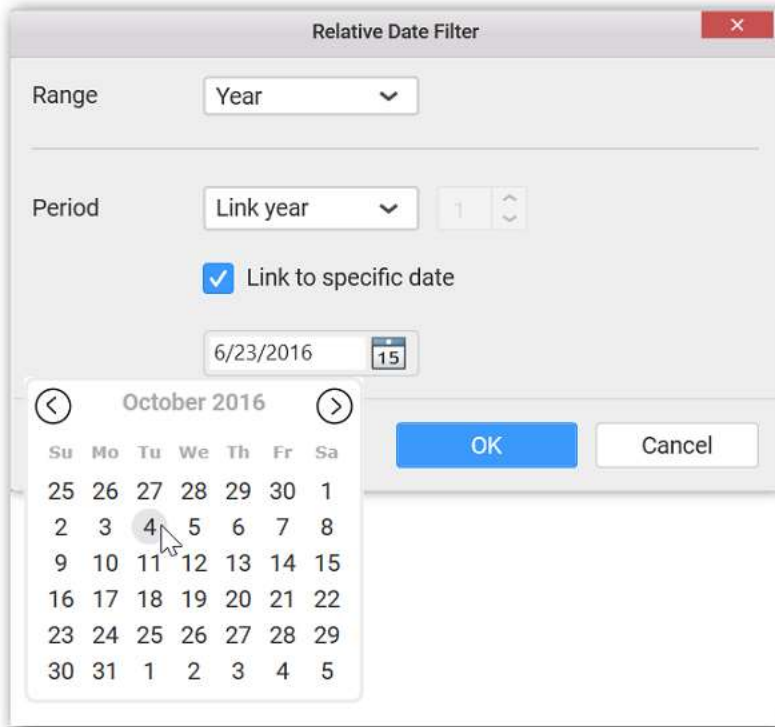 Relative Date Filter
Range Year
Period Link year 1
Link to specific date
6/23/2016 15
October 2016
OK Cancel
Su Mo Tu We Th Fr Sa
25 26 27 28 29 30 1
2 3 4 5 6 7 8
9 10 11 12 13 14 15
16 17 18 19 20 21 22
23 24 25 26 27 28 29
30 31 1 2 3 4 5